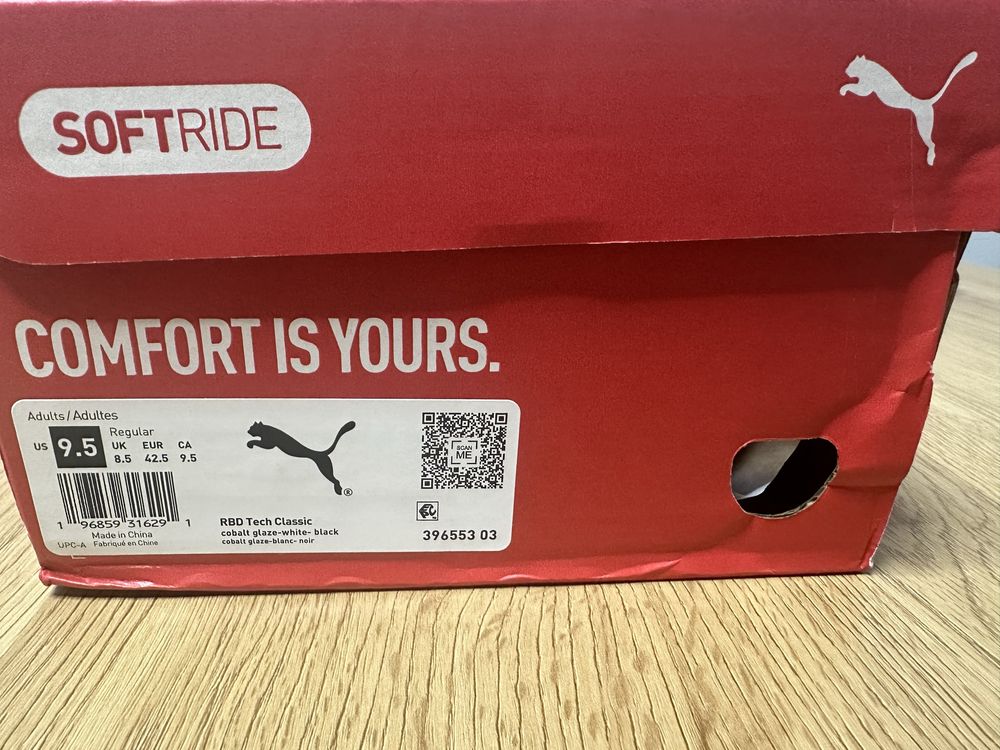 SOFTRIDE
COMFORT IS YOURS.
Adults / Adultes
Regular
US 9.5 UK EUR CA
8.5 42.5 9.5
SCAN
ME
1 96859 31629 1
Made in China
UPC-A Fabriqué en Chine
RBD Tech Classic
cobalt glaze-white- black
cobalt glaze-blanc- noir
®
396553 03